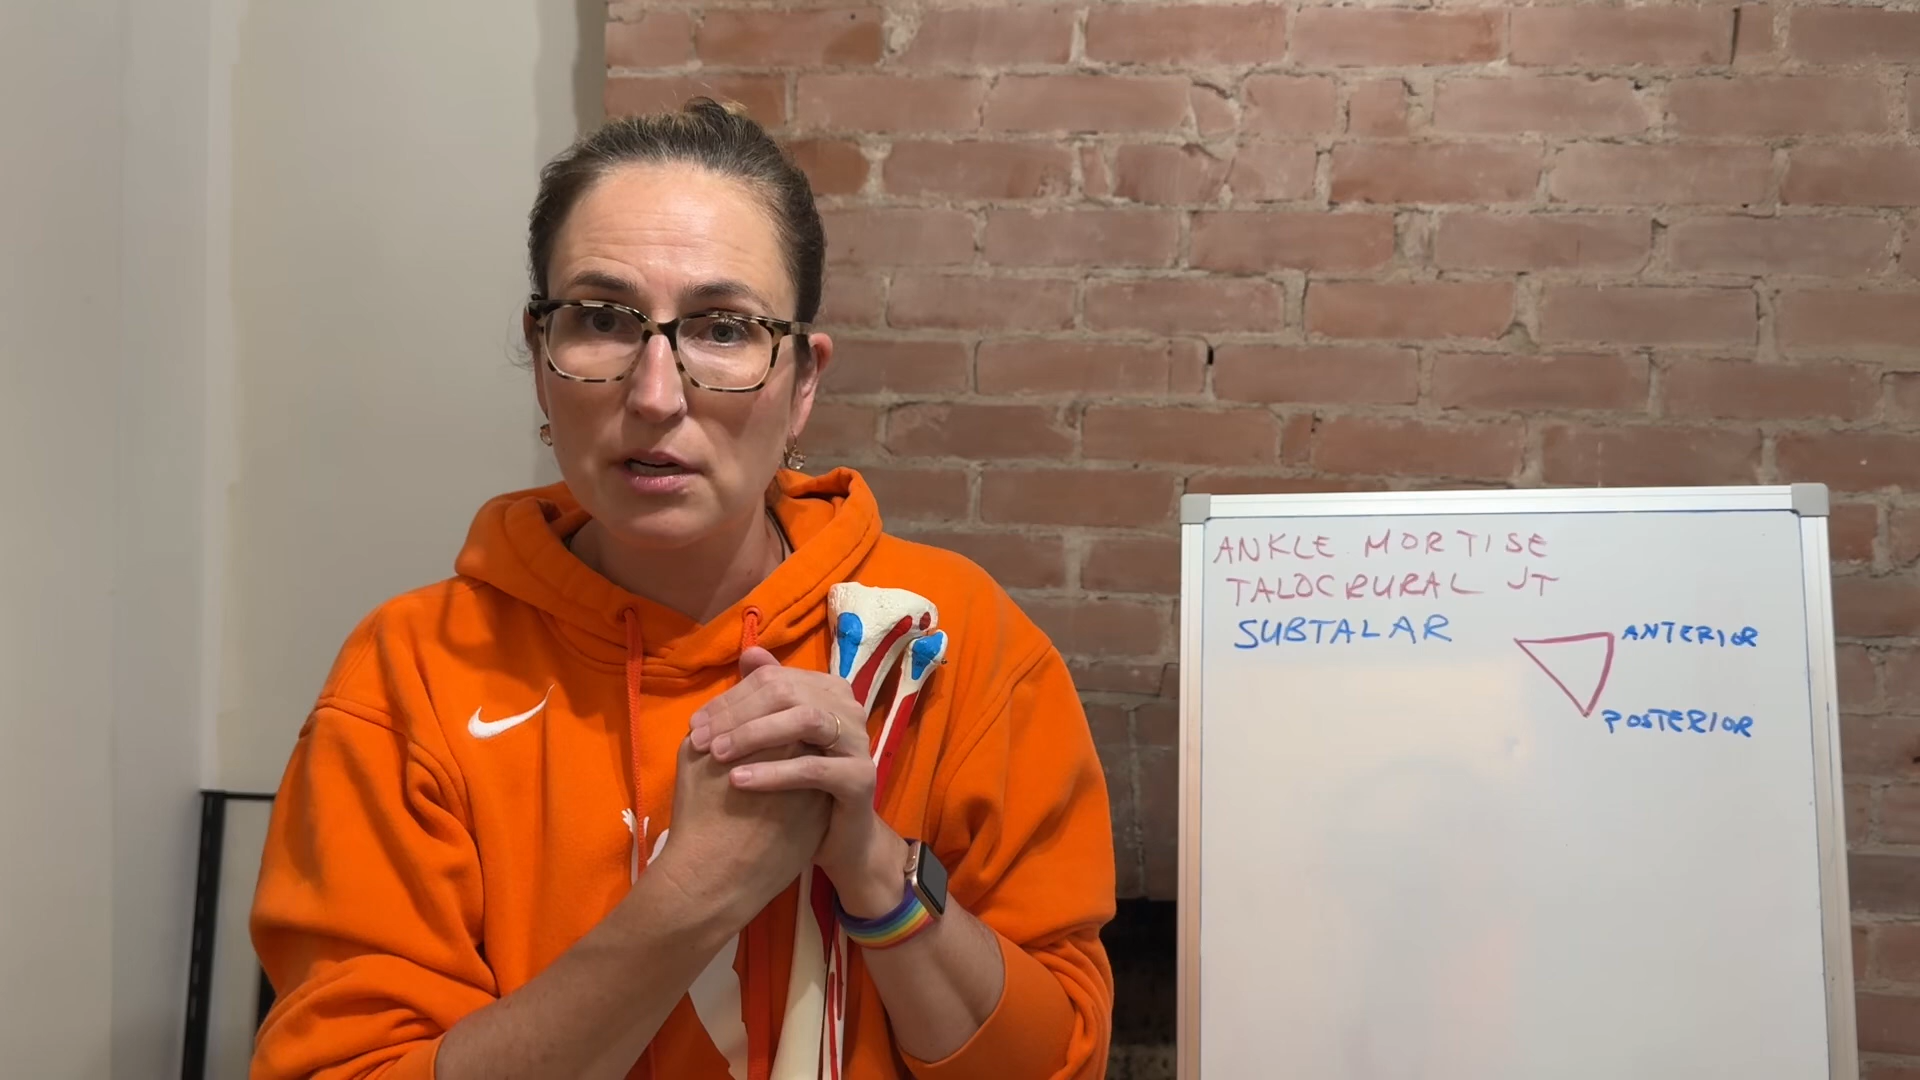 ANKLE MORTISE
TALOCRURAL JT
SUBTALAR
ANTERIOR
POSTERIOR